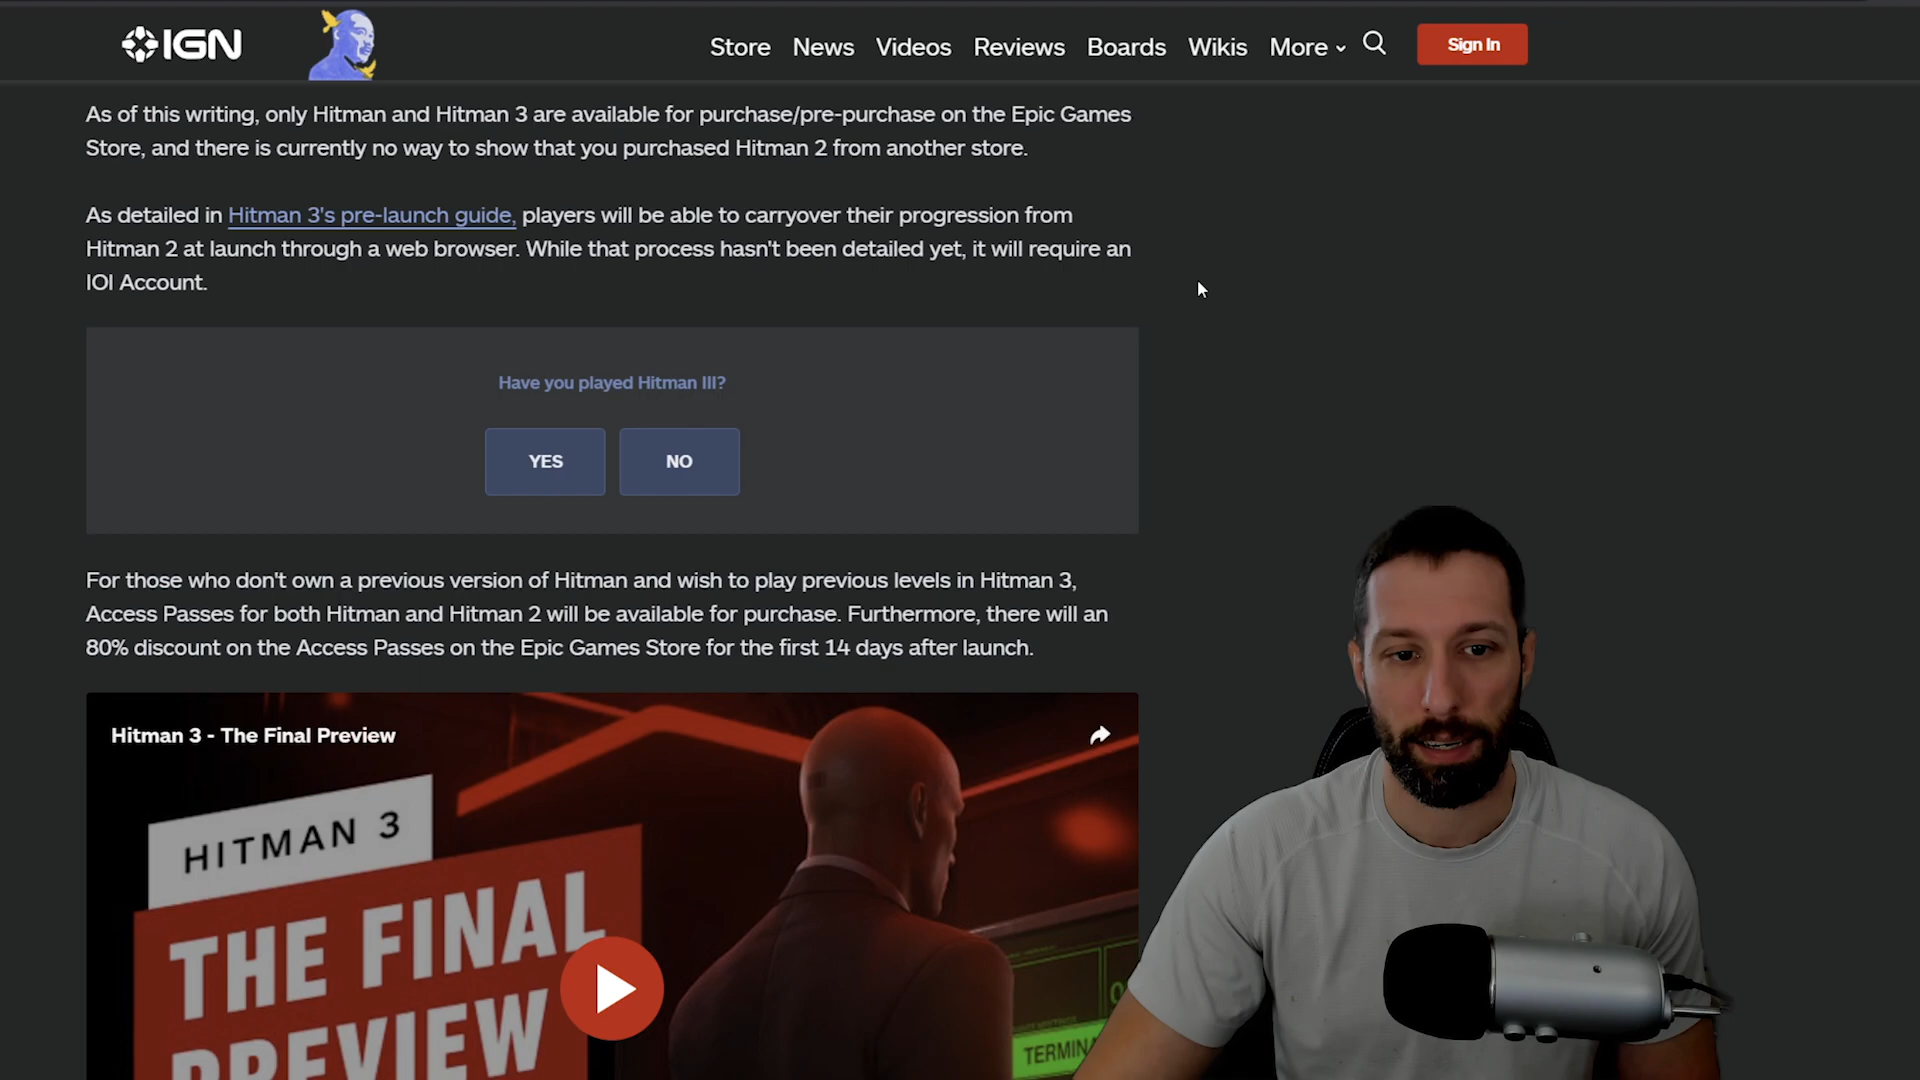 IGN
Store News Videos Reviews Boards Wikis More Sign In
As of this writing, only Hitman and Hitman 3 are available for purchase/pre-purchase on the Epic Games
Store, and there is currently no way to show that you purchased Hitman 2 from another store.
As detailed in Hitman 3's pre-launch guide, players will be able to carryover their progression from
Hitman 2 at launch through a web browser. While that process hasn't been detailed yet, it will require an
IOI Account.
Have you played Hitman III?
YES NO
For those who don't own a previous version of Hitman and wish to play previous levels in Hitman 3,
Access Passes for both Hitman and Hitman 2 will be available for purchase. Furthermore, there will an
80% discount on the Access Passes on the Epic Games Store for the first 14 days after launch.
Hitman 3 - The Final Preview
HITMAN 3
THE FINAL
PREVIEW
TERMINA